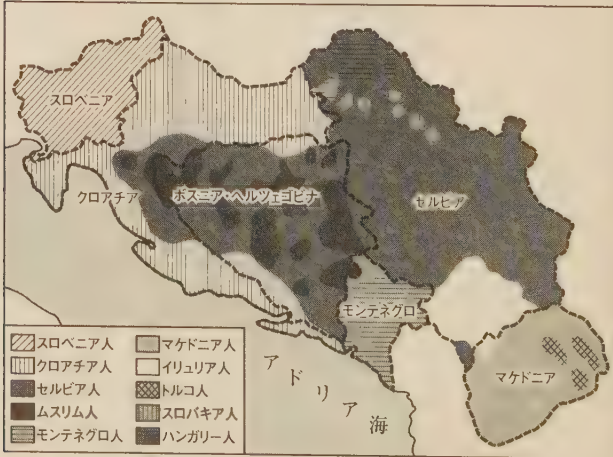 スロベニア
クロアチア
ボスニア・ヘルツェゴビナ
セルビア
モンテネグロ
マケドニア
アドリア海
スロベニア人
クロアチア人
セルビア人
ムスリム人
モンテネグロ人
マケドニア人
イリュリア人
トルコ人
スロバキア人
ハンガリー人